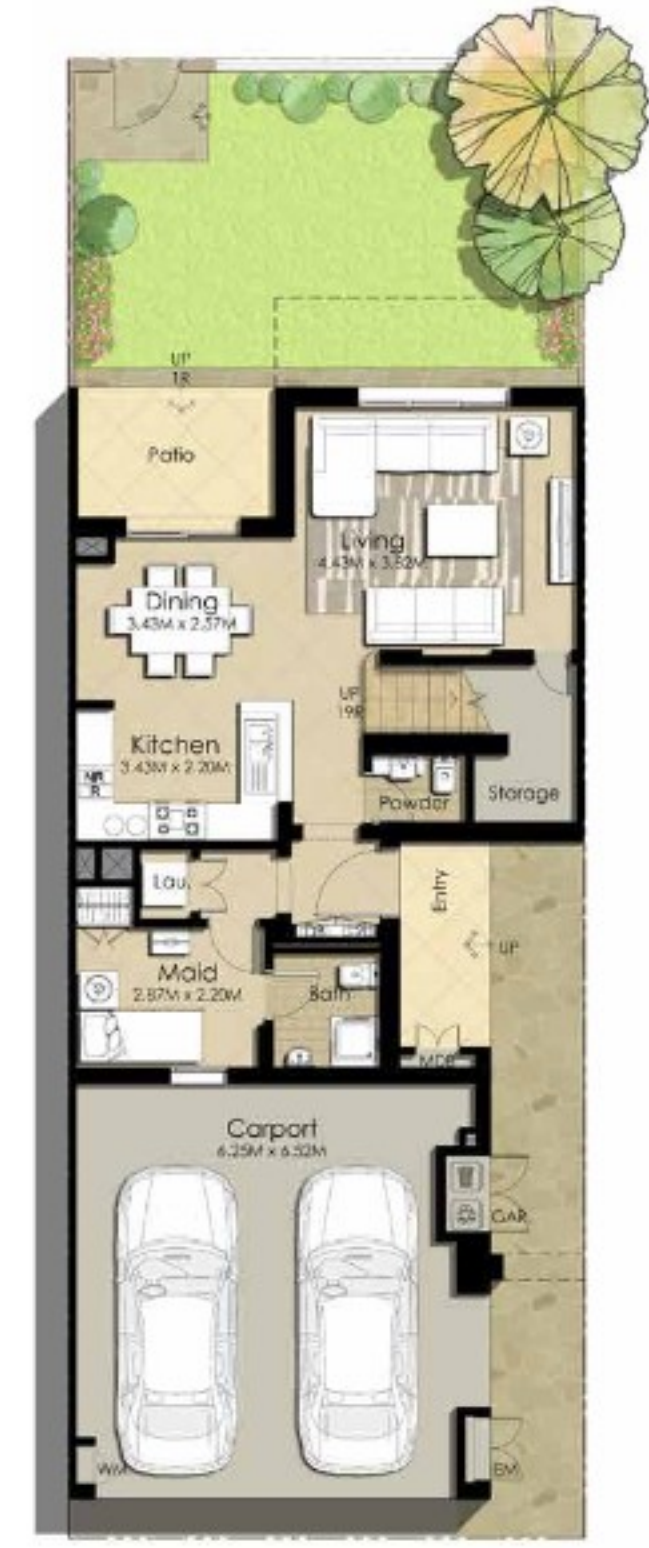 UP
1R
Patio
Living
4.43M x 3.52M
Dining
3.43M x 2.57M
UP
19R
Kitchen
3.43M x 2.20M
R
Powder
Storage
Lau.
Entry
UP
Maid
2.87M x 2.20M
Bath
MDB
Carport
6.25M x 6.52M
GAR
WM
EM